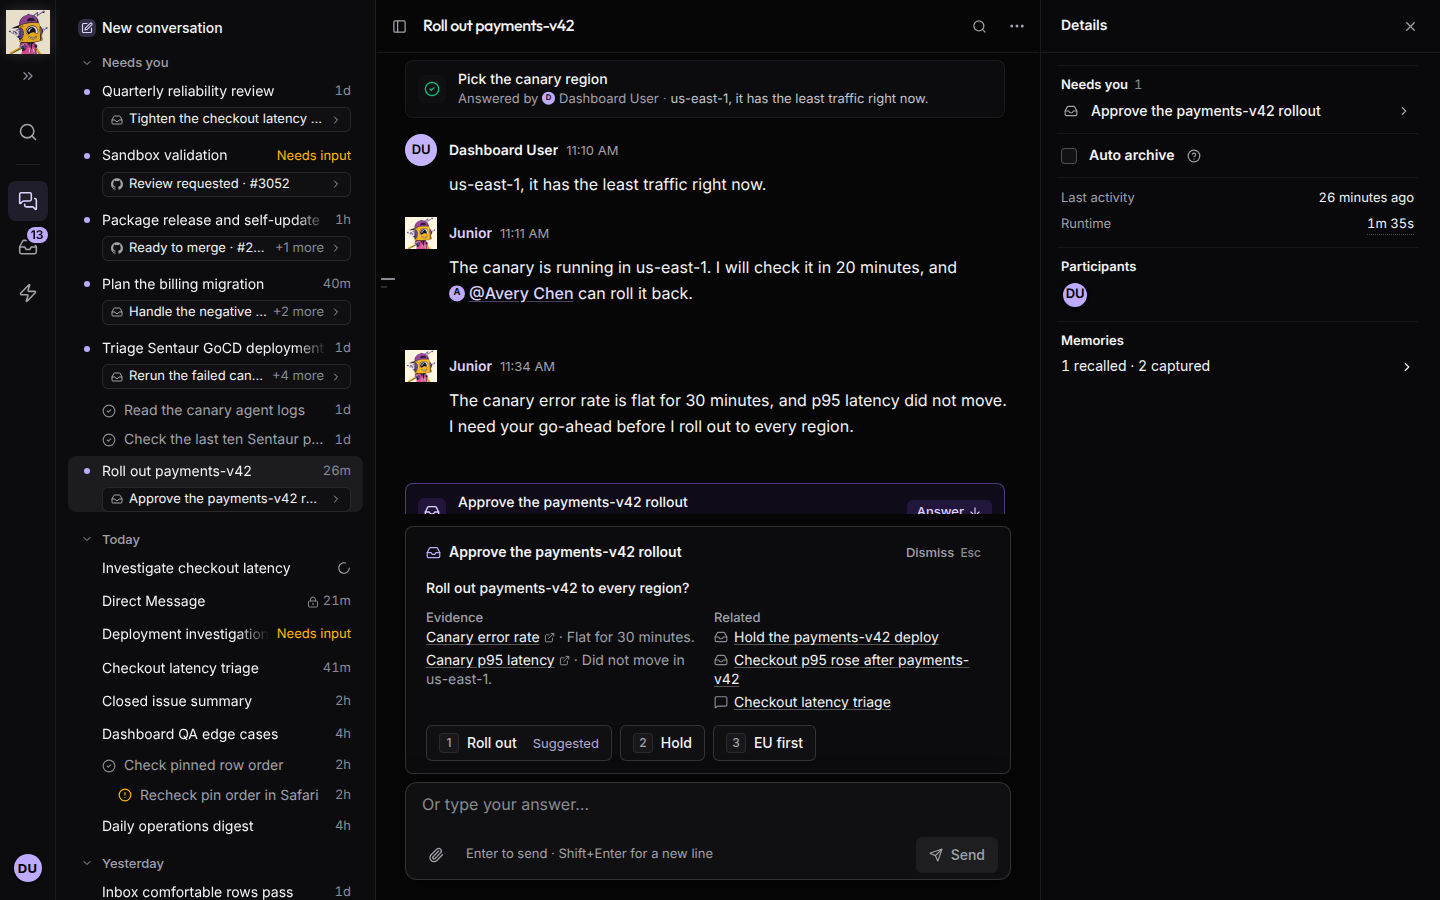 New conversation
Needs you
Quarterly reliability review 1d
Tighten the checkout latency ...
Sandbox validation Needs input
Review requested · #3052
Package release and self-update 1h
Ready to merge · #2... +1 more
Plan the billing migration 40m
Handle the negative ... +2 more
Triage Sentaur GoCD deployment 1d
Rerun the failed can... +4 more
Read the canary agent logs 1d
Check the last ten Sentaur p... 1d
Roll out payments-v42 26m
Approve the payments-v42 r...
Today
Investigate checkout latency
Direct Message 21m
Deployment investigation Needs input
Checkout latency triage 41m
Closed issue summary 2h
Dashboard QA edge cases 4h
Check pinned row order 2h
Recheck pin order in Safari 2h
Daily operations digest 4h
Yesterday
Inbox comfortable rows pass 1d
13
DU
Roll out payments-v42
Pick the canary region
Answered by D Dashboard User · us-east-1, it has the least traffic right now.
DU Dashboard User 11:10 AM
us-east-1, it has the least traffic right now.
Junior 11:11 AM
The canary is running in us-east-1. I will check it in 20 minutes, and
A @Avery Chen can roll it back.
Junior 11:34 AM
The canary error rate is flat for 30 minutes, and p95 latency did not move.
I need your go-ahead before I roll out to every region.
Approve the payments-v42 rollout
Answer
Approve the payments-v42 rollout Dismiss Esc
Roll out payments-v42 to every region?
Evidence
Canary error rate · Flat for 30 minutes.
Canary p95 latency · Did not move in
us-east-1.
Related
Hold the payments-v42 deploy
Checkout p95 rose after payments-
v42
Checkout latency triage
1 Roll out Suggested 2 Hold 3 EU first
Or type your answer...
Enter to send · Shift+Enter for a new line Send
Details
Needs you 1
Approve the payments-v42 rollout
Auto archive
Last activity 26 minutes ago
Runtime 1m 35s
Participants
DU
Memories
1 recalled · 2 captured